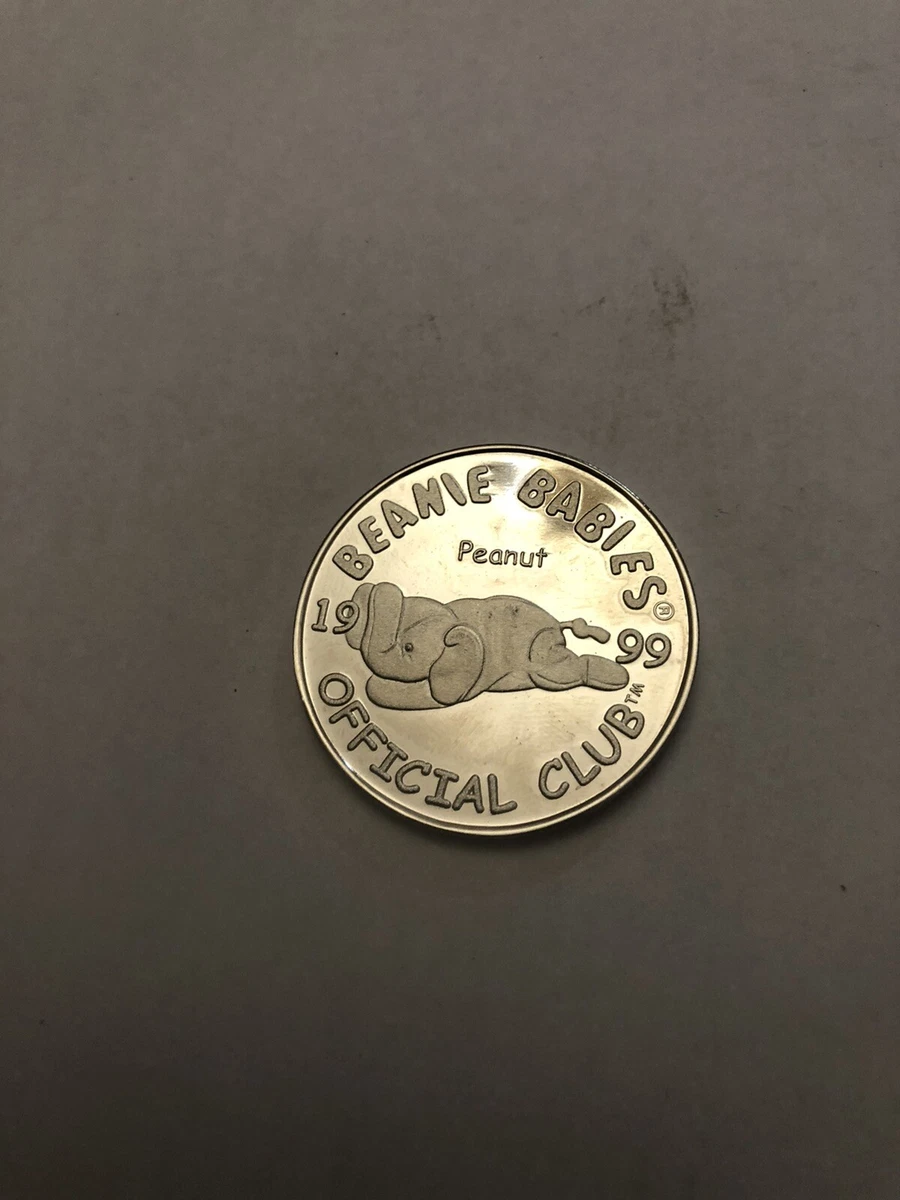 BEANIE BABIES®
Peanut
19 99
OFFICIAL CLUB™